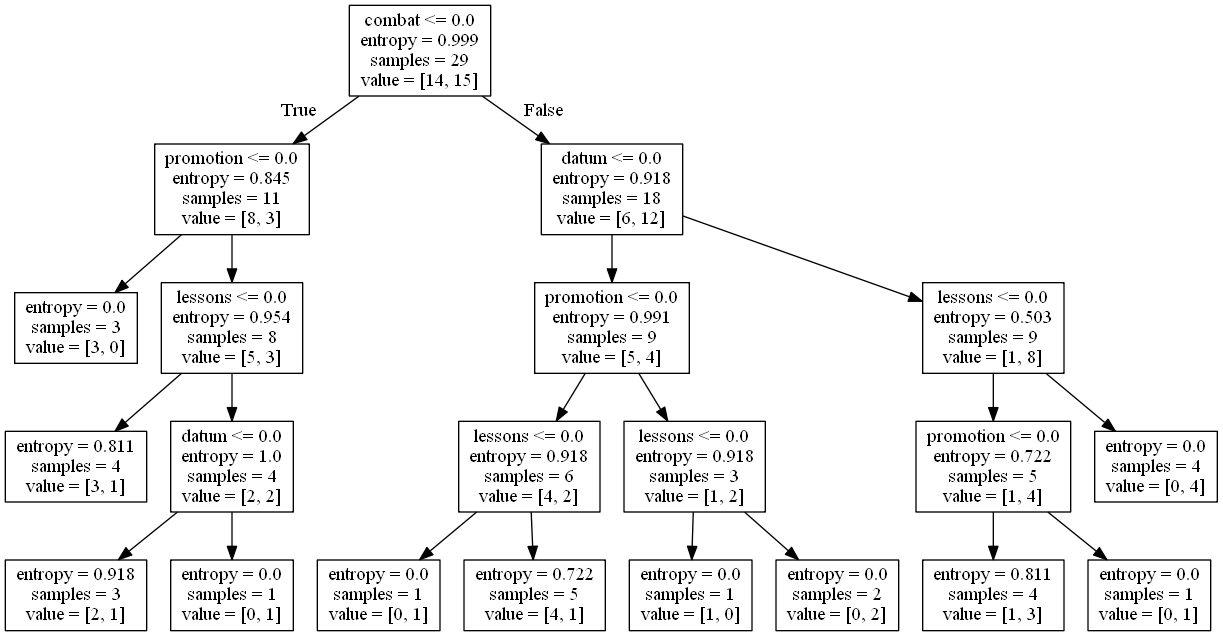 combat <= 0.0
entropy = 0.999
samples = 29
value = [14, 15]
True
False
promotion <= 0.0
entropy = 0.845
samples = 11
value = [8, 3]
datum <= 0.0
entropy = 0.918
samples = 18
value = [6, 12]
entropy = 0.0
samples = 3
value = [3, 0]
lessons <= 0.0
entropy = 0.954
samples = 8
value = [5, 3]
promotion <= 0.0
entropy = 0.991
samples = 9
value = [5, 4]
lessons <= 0.0
entropy = 0.503
samples = 9
value = [1, 8]
entropy = 0.811
samples = 4
value = [3, 1]
datum <= 0.0
entropy = 1.0
samples = 4
value = [2, 2]
lessons <= 0.0
entropy = 0.918
samples = 6
value = [4, 2]
lessons <= 0.0
entropy = 0.918
samples = 3
value = [1, 2]
promotion <= 0.0
entropy = 0.722
samples = 5
value = [1, 4]
entropy = 0.0
samples = 4
value = [0, 4]
entropy = 0.918
samples = 3
value = [2, 1]
entropy = 0.0
samples = 1
value = [0, 1]
entropy = 0.0
samples = 1
value = [0, 1]
entropy = 0.722
samples = 5
value = [4, 1]
entropy = 0.0
samples = 1
value = [1, 0]
entropy = 0.0
samples = 2
value = [0, 2]
entropy = 0.811
samples = 4
value = [1, 3]
entropy = 0.0
samples = 1
value = [0, 1]